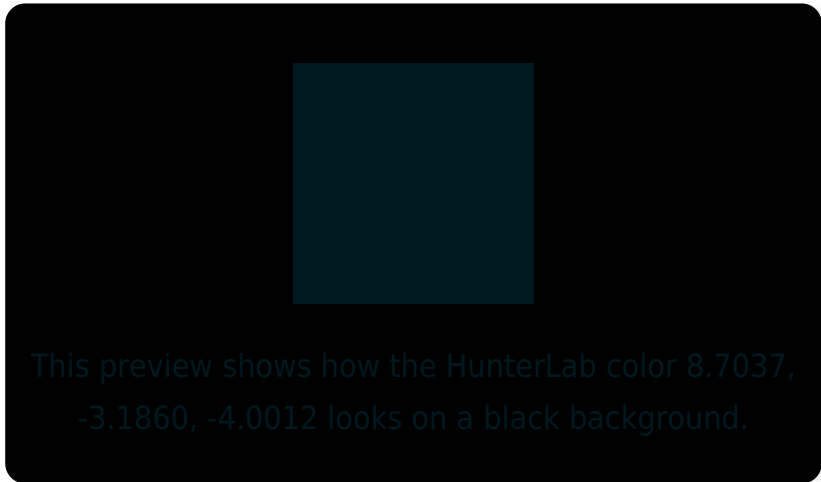 This preview shows how the HunterLab color 8.7037,
-3.1860, -4.0012 looks on a black background.